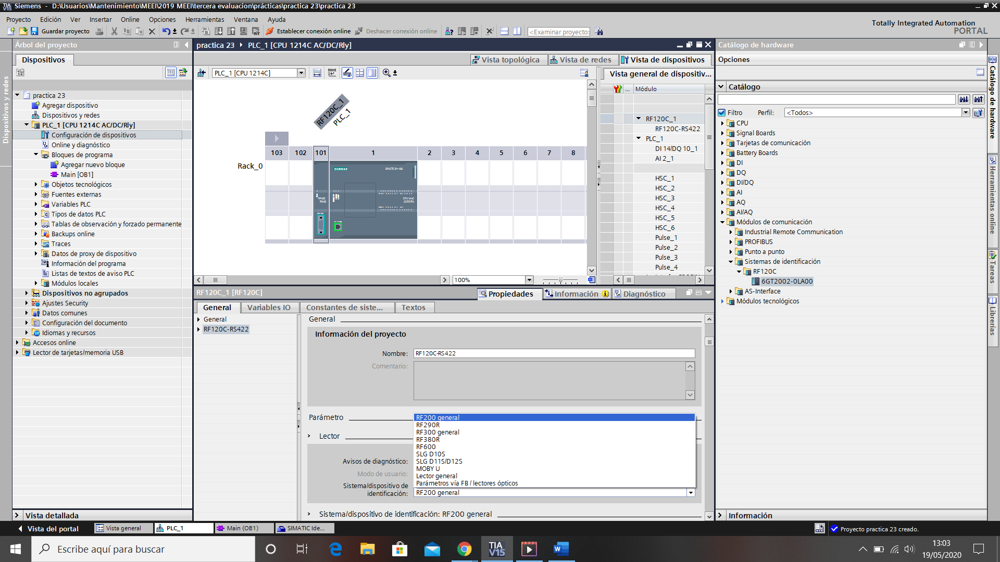 Siemens - D:\Usuarios\Mantenimiento\MEEI\2019 MEEI\tercera evaluacion\prácticas\practica 23\practica 23
Proyecto Edición Ver Insertar Online Opciones Herramientas Ventana Ayuda
Totally Integrated Automation
PORTAL
Guardar proyecto
Establecer conexión online
Deshacer conexión online
<Examinar proyecto>
Árbol del proyecto
Dispositivos
Dispositivos y redes
practica 23
Agregar dispositivo
Dispositivos y redes
PLC_1 [CPU 1214C AC/DC/Rly]
Configuración de dispositivos
Online y diagnóstico
Bloques de programa
Agregar nuevo bloque
Main [OB1]
Objetos tecnológicos
Fuentes externas
Variables PLC
Tipos de datos PLC
Tablas de observación y forzado permanente
Backups online
Traces
Datos de proxy de dispositivo
Información del programa
Listas de textos de aviso PLC
Módulos locales
Dispositivos no agrupados
Ajustes Security
Datos comunes
Configuración del documento
Idiomas y recursos
Accesos online
Lector de tarjetas/memoria USB
Vista detallada
practica 23 PLC_1 [CPU 1214C AC/DC/Rly]
Vista topológica
Vista de redes
Vista de dispositivos
PLC_1 [CPU 1214C]
RF120C_1
PLC_1
103 102 101 1 2 3 4 5 6 7 8
Rack_0
SIEMENS
SIMATIC S7-1200
RF120C
RS422
CPU 1214C
AC/DC/Rly
100%
Vista general de dispositiv...
... Módulo
RF120C_1
RF120C-RS422
PLC_1
DI 14/DQ 10_1
AI 2_1
HSC_1
HSC_2
HSC_3
HSC_4
HSC_5
HSC_6
Pulse_1
Pulse_2
Pulse_3
Pulse_4
RF120C_1 [RF120C]
Propiedades
Información
Diagnóstico
General
Variables IO
Constantes de siste...
Textos
General
RF120C-RS422
General
Información del proyecto
Nombre: RF120C-RS422
Comentario:
Parámetro
RF200 general
RF290R
RF300 general
RF380R
RF600
SLG D10S
SLG D11S/D12S
MOBY U
Lector general
Parámetros vía FB / lectores ópticos
Lector
Avisos de diagnóstico:
Modo de usuario:
Sistema/dispositivo de
identificación:
RF200 general
Sistema/dispositivo de identificación: RF200 general
Catálogo de hardware
Opciones
Catálogo
Filtro Perfil: <Todos>
CPU
Signal Boards
Tarjetas de comunicación
Battery Boards
DI
DQ
DI/DQ
AI
AQ
AI/AQ
Módulos de comunicación
Industrial Remote Communication
PROFIBUS
Punto a punto
Sistemas de identificación
RF120C
6GT2002-0LA00
AS-Interface
Módulos tecnológicos
Información
Catálogo de hardware
Herramientas online
Tareas
Librerías
Vista del portal
Vista general
PLC_1
Main (OB1)
SIMATIC Ide...
Proyecto practica 23 creado.
Escribe aquí para buscar
TIA
V15
13:03
19/05/2020